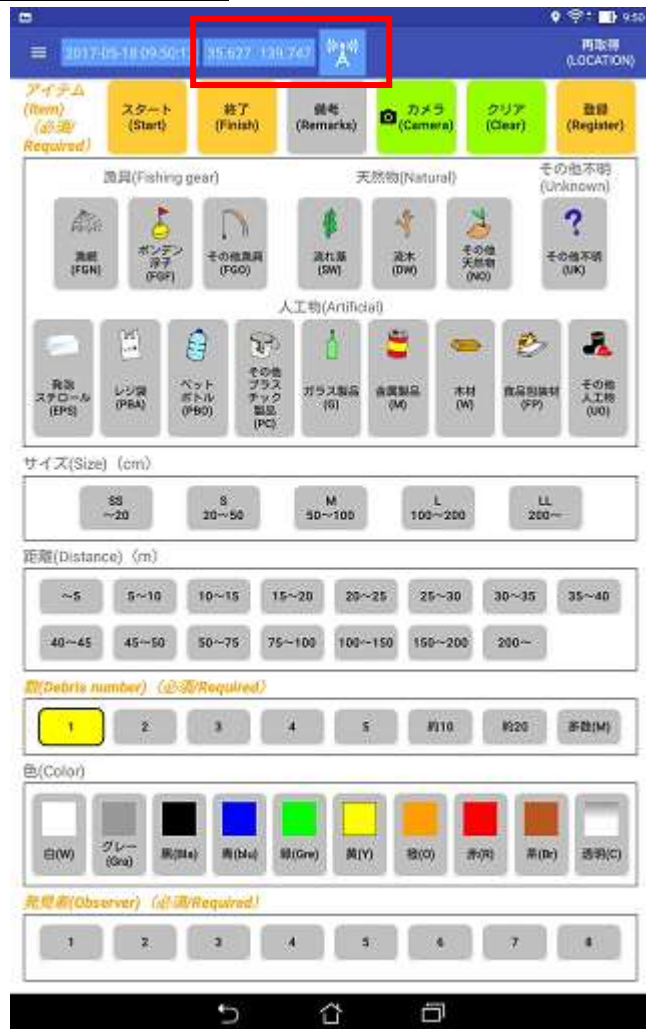 9:50
2017-05-18 09:50:1
35.627 139.747
再取得
(LOCATION)
アイテム
(Item)
(必須/
Required)
スタート
(Start)
終了
(Finish)
備考
(Remarks)
カメラ
(Camera)
クリア
(Clear)
登録
(Register)
漁具(Fishing gear)
天然物(Natural)
その他不明
(Unknown)
漁網
(FGN)
ボンデン
浮子
(FGF)
その他漁具
(FGO)
流れ藻
(SW)
流木
(DW)
その他
天然物
(NO)
その他不明
(UK)
人工物(Artificial)
発泡
スチロール
(EPS)
レジ袋
(PBA)
ペット
ボトル
(PBO)
その他
プラス
チック
製品
(PC)
ガラス製品
(G)
金属製品
(M)
木材
(W)
食品包装材
(FP)
その他
人工物
(UO)
サイズ(Size) (cm)
SS
~20
S
20~50
M
50~100
L
100~200
LL
200~
距離(Distance) (m)
~5
5~10
10~15
15~20
20~25
25~30
30~35
35~40
40~45
45~50
50~75
75~100
100~150
150~200
200~
数(Debris number) (必須/Required)
1
2
3
4
5
約10
約20
多数(M)
色(Color)
白(W)
グレー
(Gra)
黒(Bla)
青(blu)
緑(Gre)
黄(Y)
橙(O)
赤(R)
茶(Br)
透明(C)
発見者(Observer) (必須/Required)
1
2
3
4
5
6
7
8